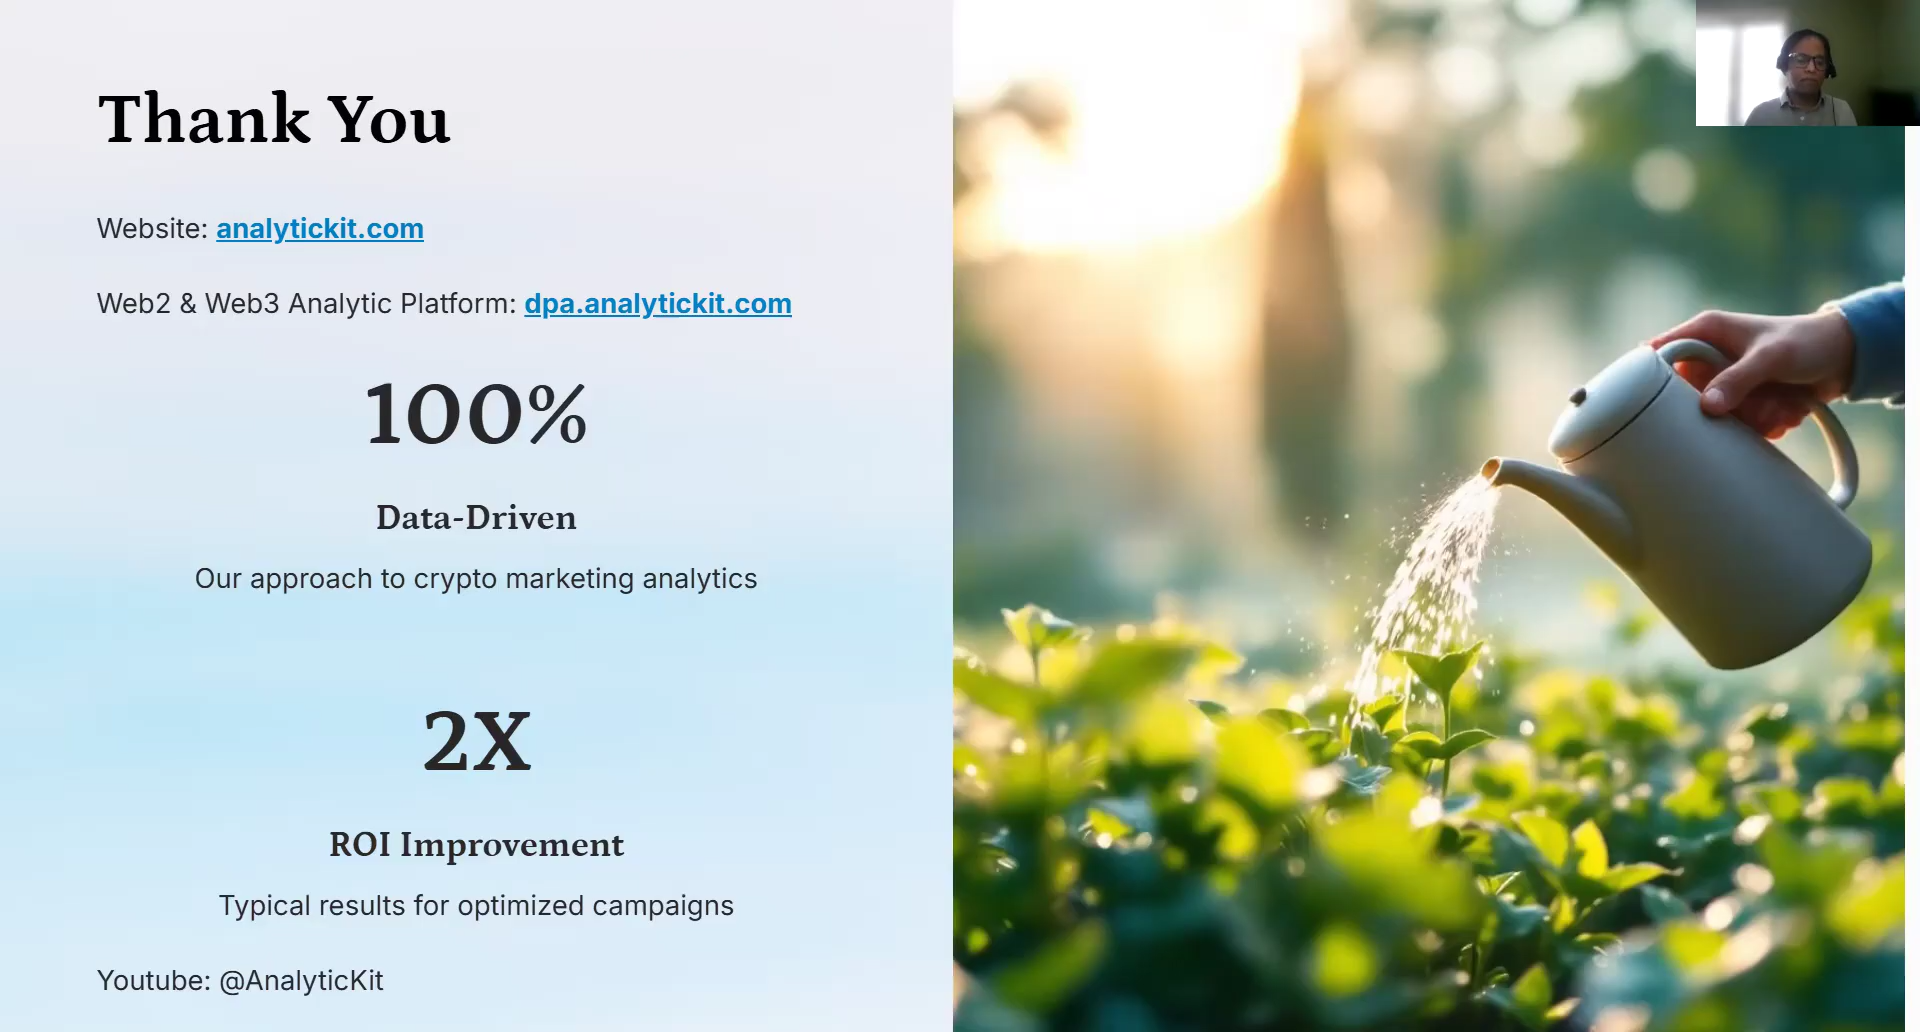 Thank You
Website: analytickit.com
Web2 & Web3 Analytic Platform: dpa.analytickit.com
100%
Data-Driven
Our approach to crypto marketing analytics
2X
ROI Improvement
Typical results for optimized campaigns
Youtube: @AnalyticKit